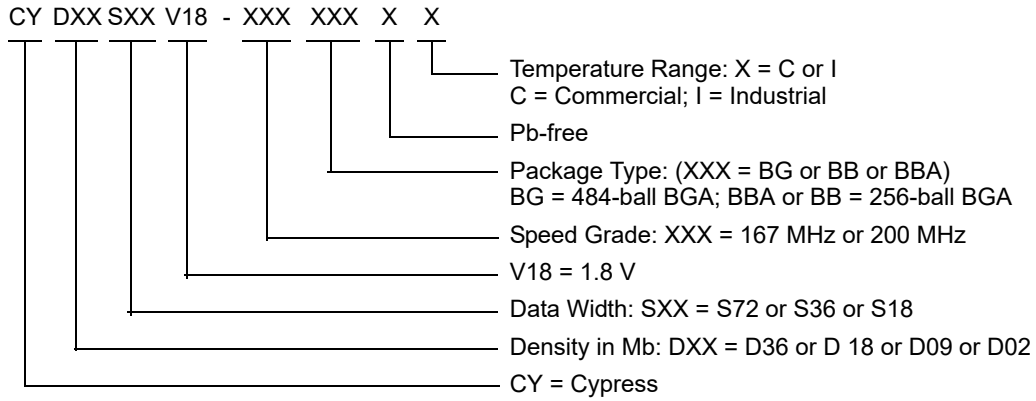 CY DXX SXX V18 - XXX XXX X X
Temperature Range: X = C or I
C = Commercial; I = Industrial
Pb-free
Package Type: (XXX = BG or BB or BBA)
BG = 484-ball BGA; BBA or BB = 256-ball BGA
Speed Grade: XXX = 167 MHz or 200 MHz
V18 = 1.8 V
Data Width: SXX = S72 or S36 or S18
Density in Mb: DXX = D36 or D 18 or D09 or D02
CY = Cypress